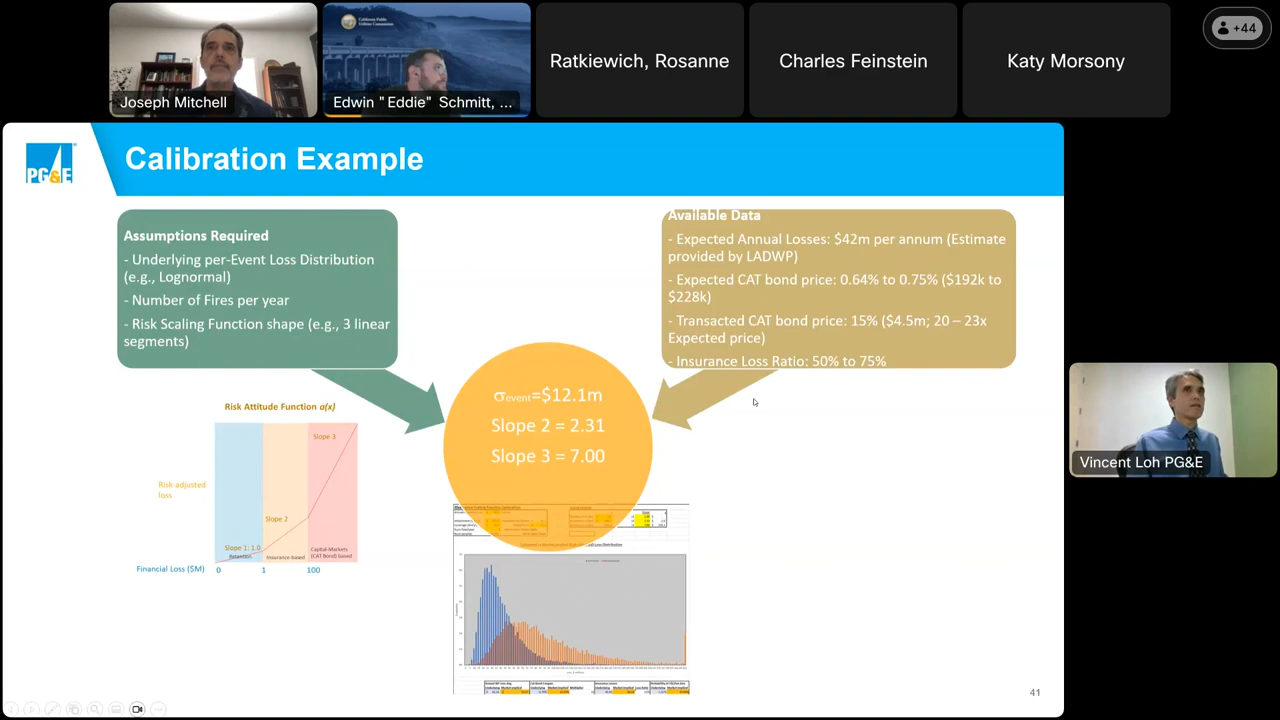 Joseph Mitchell
Edwin "Eddie" Schmitt, ...
California Public
Utilities Commission
Ratkiewich, Rosanne
Charles Feinstein
Katy Morsony
+44
PG&E
Calibration Example
Assumptions Required
- Underlying per-Event Loss Distribution
(e.g., Lognormal)
- Number of Fires per year
- Risk Scaling Function shape (e.g., 3 linear
segments)
Available Data
- Expected Annual Losses: $42m per annum (Estimate
provided by LADWP)
- Expected CAT bond price: 0.64% to 0.75% ($192k to
$228k)
- Transacted CAT bond price: 15% ($4.5m; 20 – 23x
Expected price)
- Insurance Loss Ratio: 50% to 75%
σevent=$12.1m
Slope 2 = 2.31
Slope 3 = 7.00
Risk Attitude Function a(x)
Slope 3
Risk-adjusted
loss
Slope 2
Slope 1: 1.0
Retention
Insurance-based
Capital-Markets
(CAT Bond) based
Financial Loss ($M)
0
1
100
Vincent Loh PG&E
41